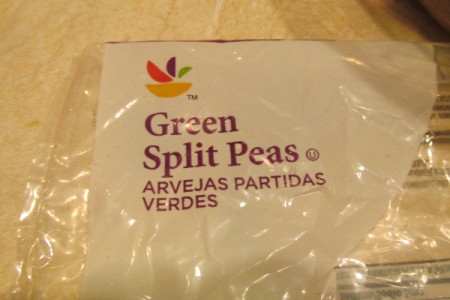 TM
Green
Split Peas U
ARVEJAS PARTIDAS
VERDES